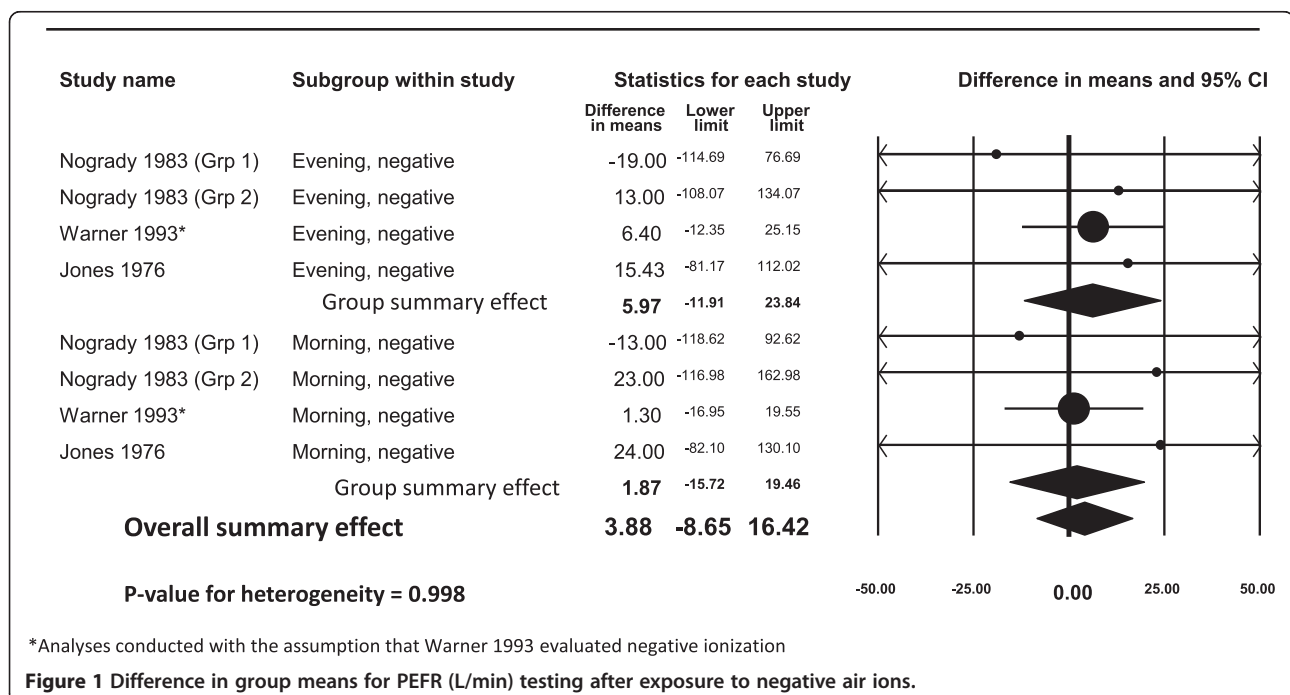 Study name Subgroup within study Statistics for each study Difference in means and 95% CI
Difference in means Lower limit Upper limit
Nogrady 1983 (Grp 1) Evening, negative -19.00 -114.69 76.69
Nogrady 1983 (Grp 2) Evening, negative 13.00 -108.07 134.07
Warner 1993* Evening, negative 6.40 -12.35 25.15
Jones 1976 Evening, negative 15.43 -81.17 112.02
Group summary effect 5.97 -11.91 23.84
Nogrady 1983 (Grp 1) Morning, negative -13.00 -118.62 92.62
Nogrady 1983 (Grp 2) Morning, negative 23.00 -116.98 162.98
Warner 1993* Morning, negative 1.30 -16.95 19.55
Jones 1976 Morning, negative 24.00 -82.10 130.10
Group summary effect 1.87 -15.72 19.46
Overall summary effect 3.88 -8.65 16.42
P-value for heterogeneity = 0.998 -50.00 -25.00 0.00 25.00 50.00
*Analyses conducted with the assumption that Warner 1993 evaluated negative ionization
Figure 1 Difference in group means for PEFR (L/min) testing after exposure to negative air ions.